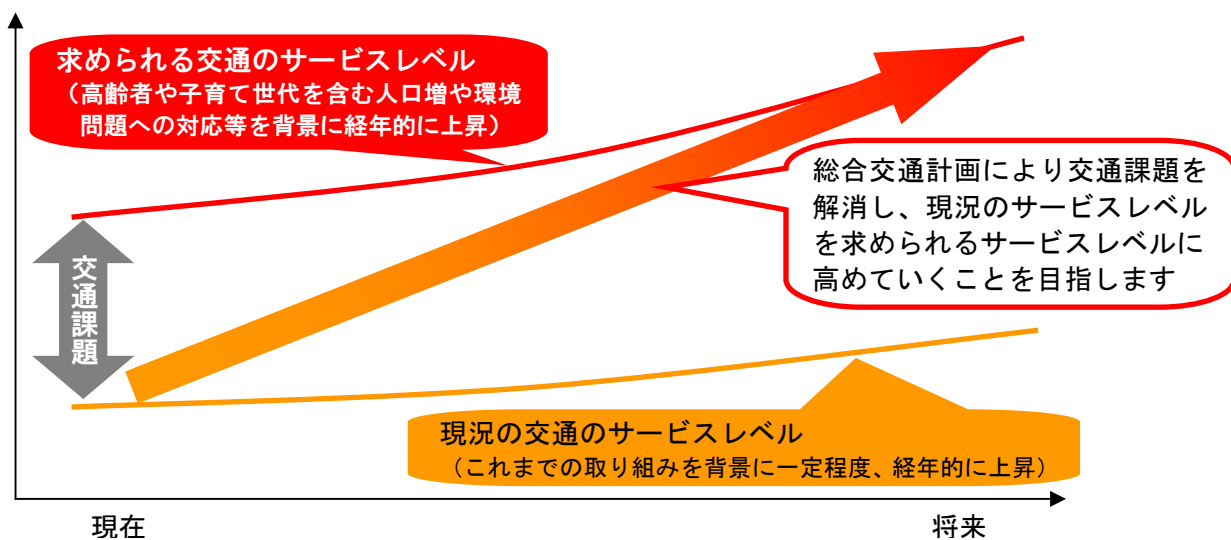 求められる交通のサービスレベル
（高齢者や子育て世代を含む人口増や環境
問題への対応等を背景に経年的に上昇）
総合交通計画により交通課題を
解消し、現況のサービスレベル
を求められるサービスレベルに
高めていくことを目指します
交通課題
現況の交通のサービスレベル
（これまでの取り組みを背景に一定程度、経年的に上昇）
現在
将来